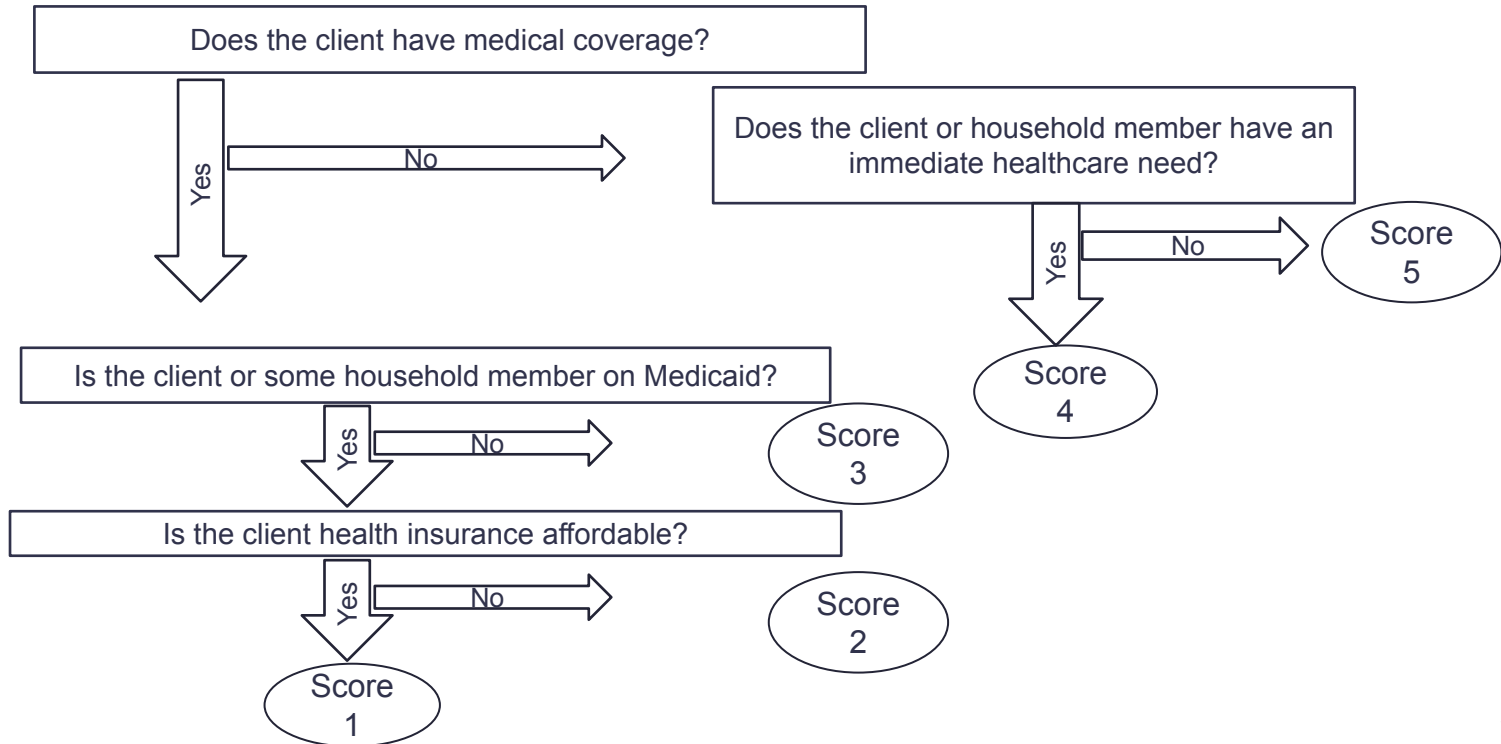 Does the client have medical coverage?
Yes
No
Does the client or household member have an
immediate healthcare need?
Yes
No
Score
5
Score
4
Is the client or some household member on Medicaid?
Yes
No
Score
3
Is the client health insurance affordable?
Yes
No
Score
2
Score
1